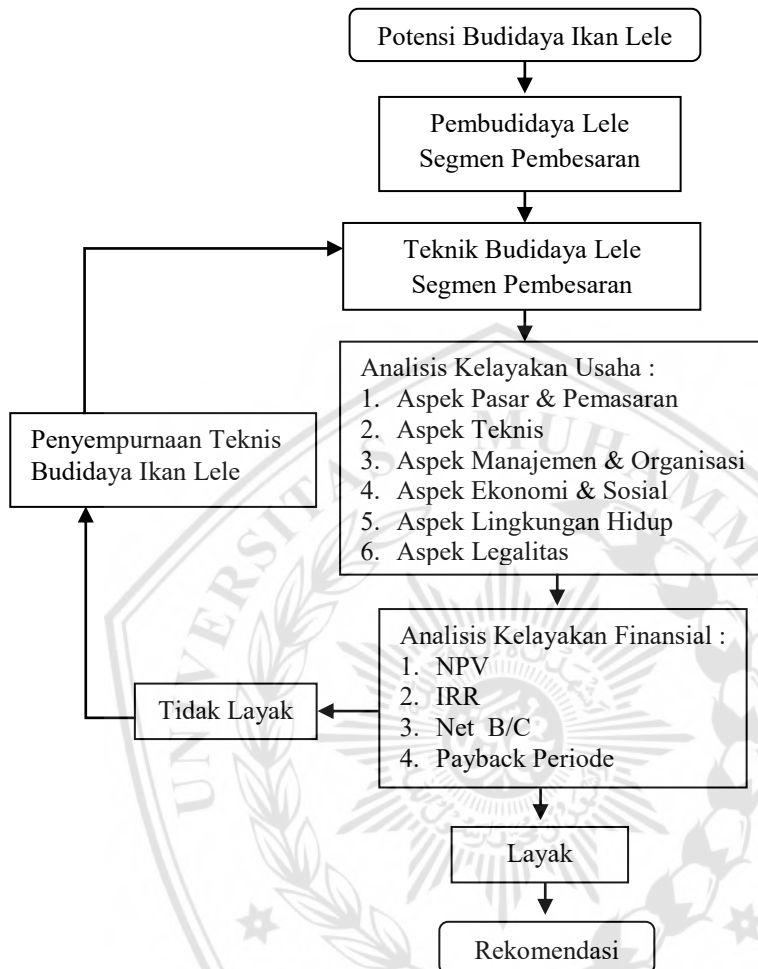 Potensi Budidaya Ikan Lele
Pembudidaya Lele
Segmen Pembesaran
Teknik Budidaya Lele
Segmen Pembesaran
Analisis Kelayakan Usaha :
1. Aspek Pasar & Pemasaran
2. Aspek Teknis
3. Aspek Manajemen & Organisasi
4. Aspek Ekonomi & Sosial
5. Aspek Lingkungan Hidup
6. Aspek Legalitas
Penyempurnaan Teknis
Budidaya Ikan Lele
Analisis Kelayakan Finansial :
1. NPV
2. IRR
3. Net B/C
4. Payback Periode
Tidak Layak
Layak
Rekomendasi
UNIVERSITAS MUHAMM